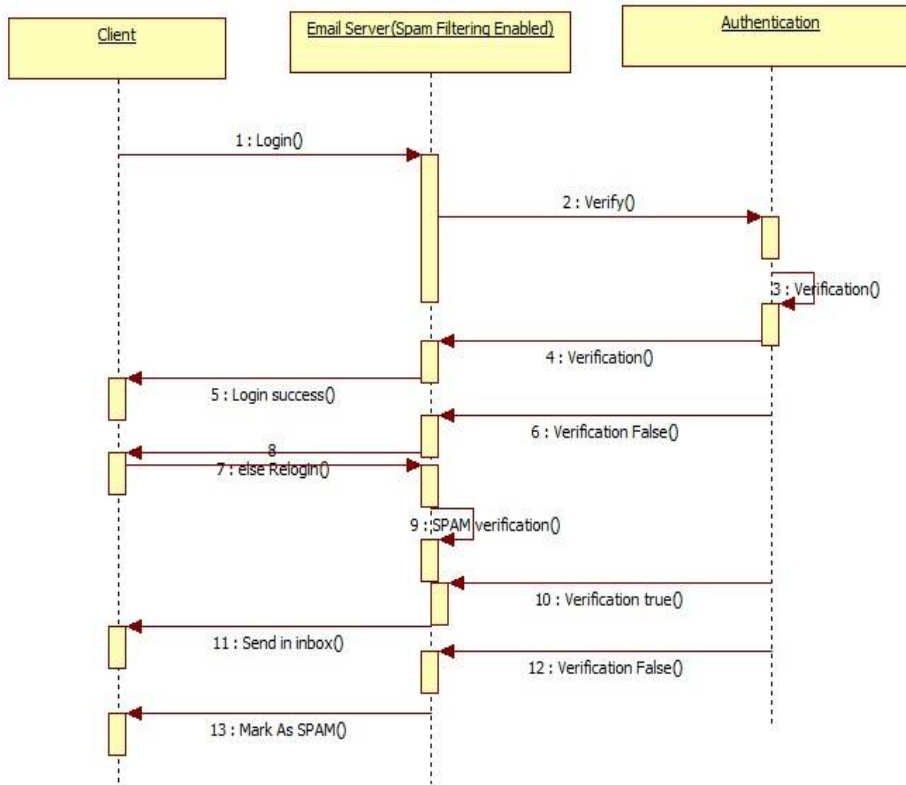 Client
Email Server(Spam Filtering Enabled)
Authentication
1 : Login()
2 : Verify()
3 : Verification()
4 : Verification()
5 : Login success()
6 : Verification False()
8
7 : else Relogin()
9 : SPAM verification()
10 : Verification true()
11 : Send in inbox()
12 : Verification False()
13 : Mark As SPAM()